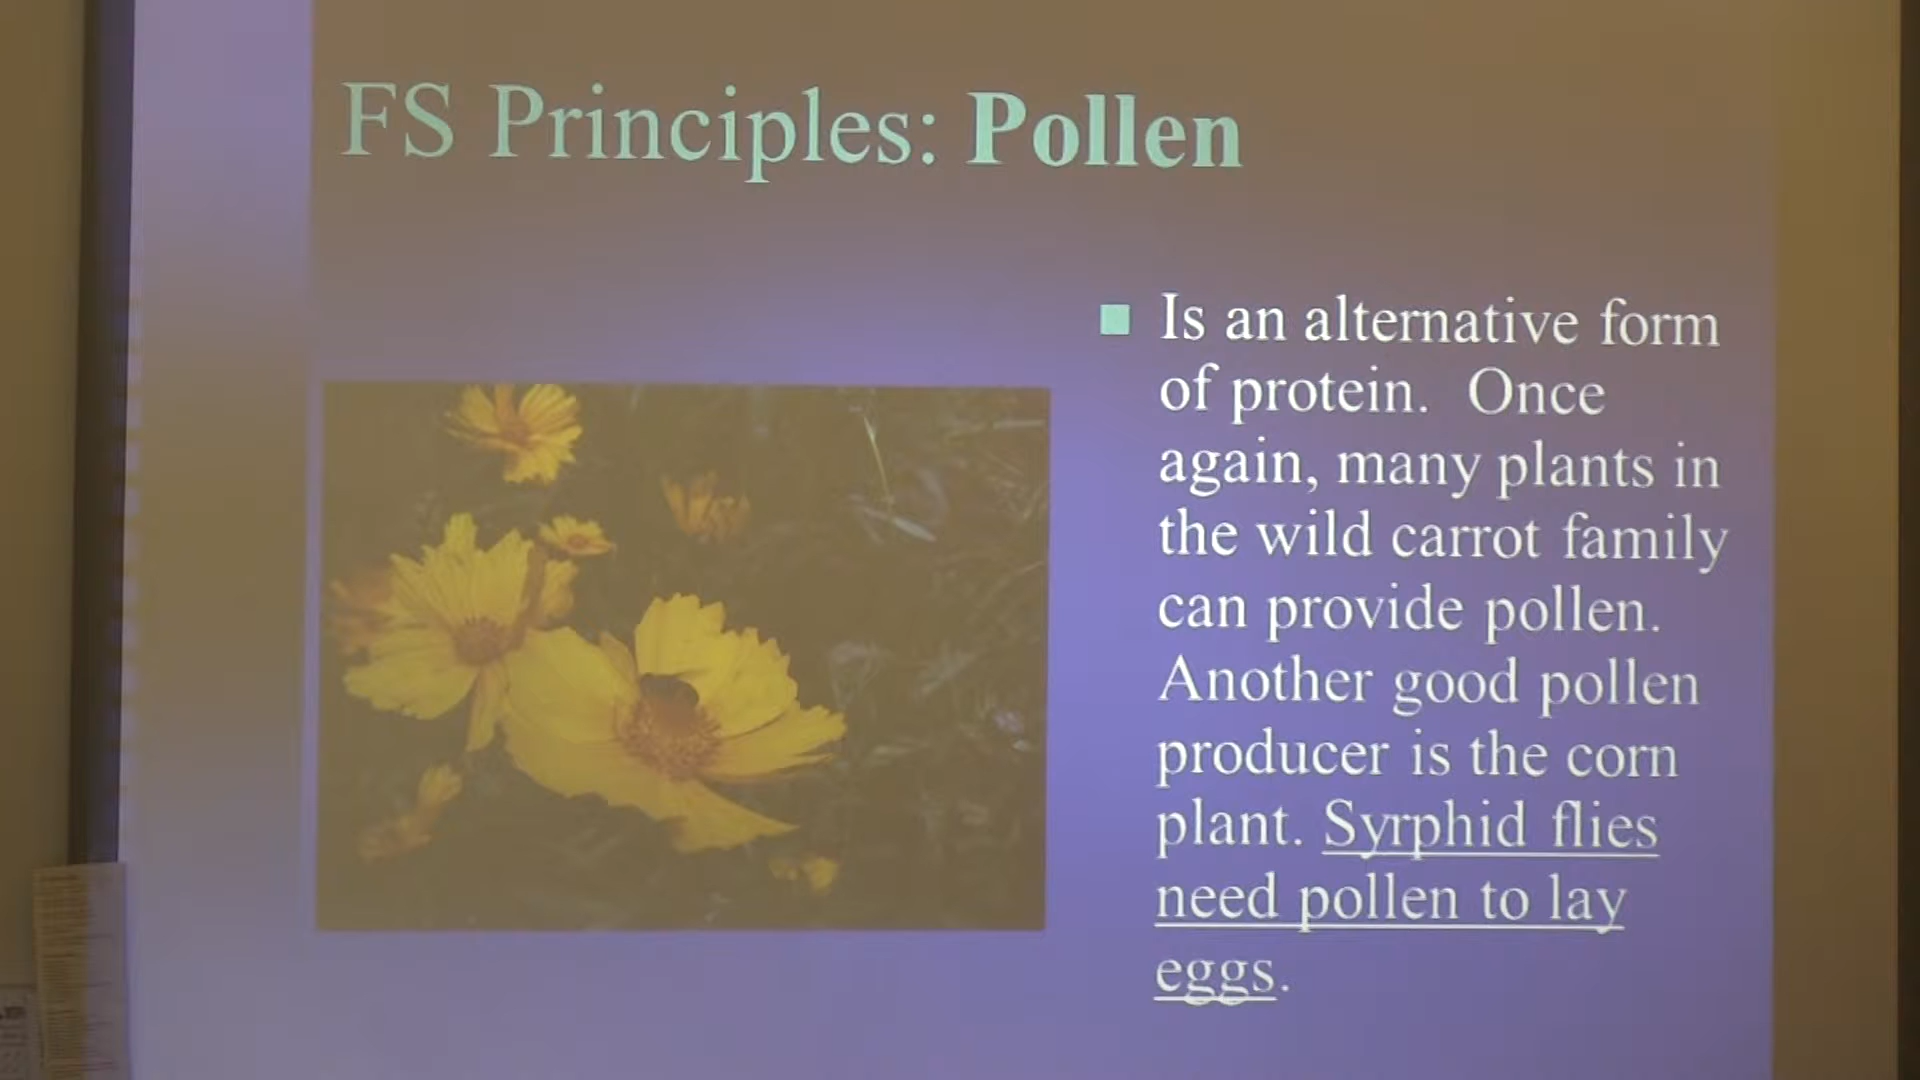 FS Principles: Pollen
Is an alternative form
of protein. Once
again, many plants in
the wild carrot family
can provide pollen.
Another good pollen
producer is the corn
plant. Syrphid flies
need pollen to lay
eggs.